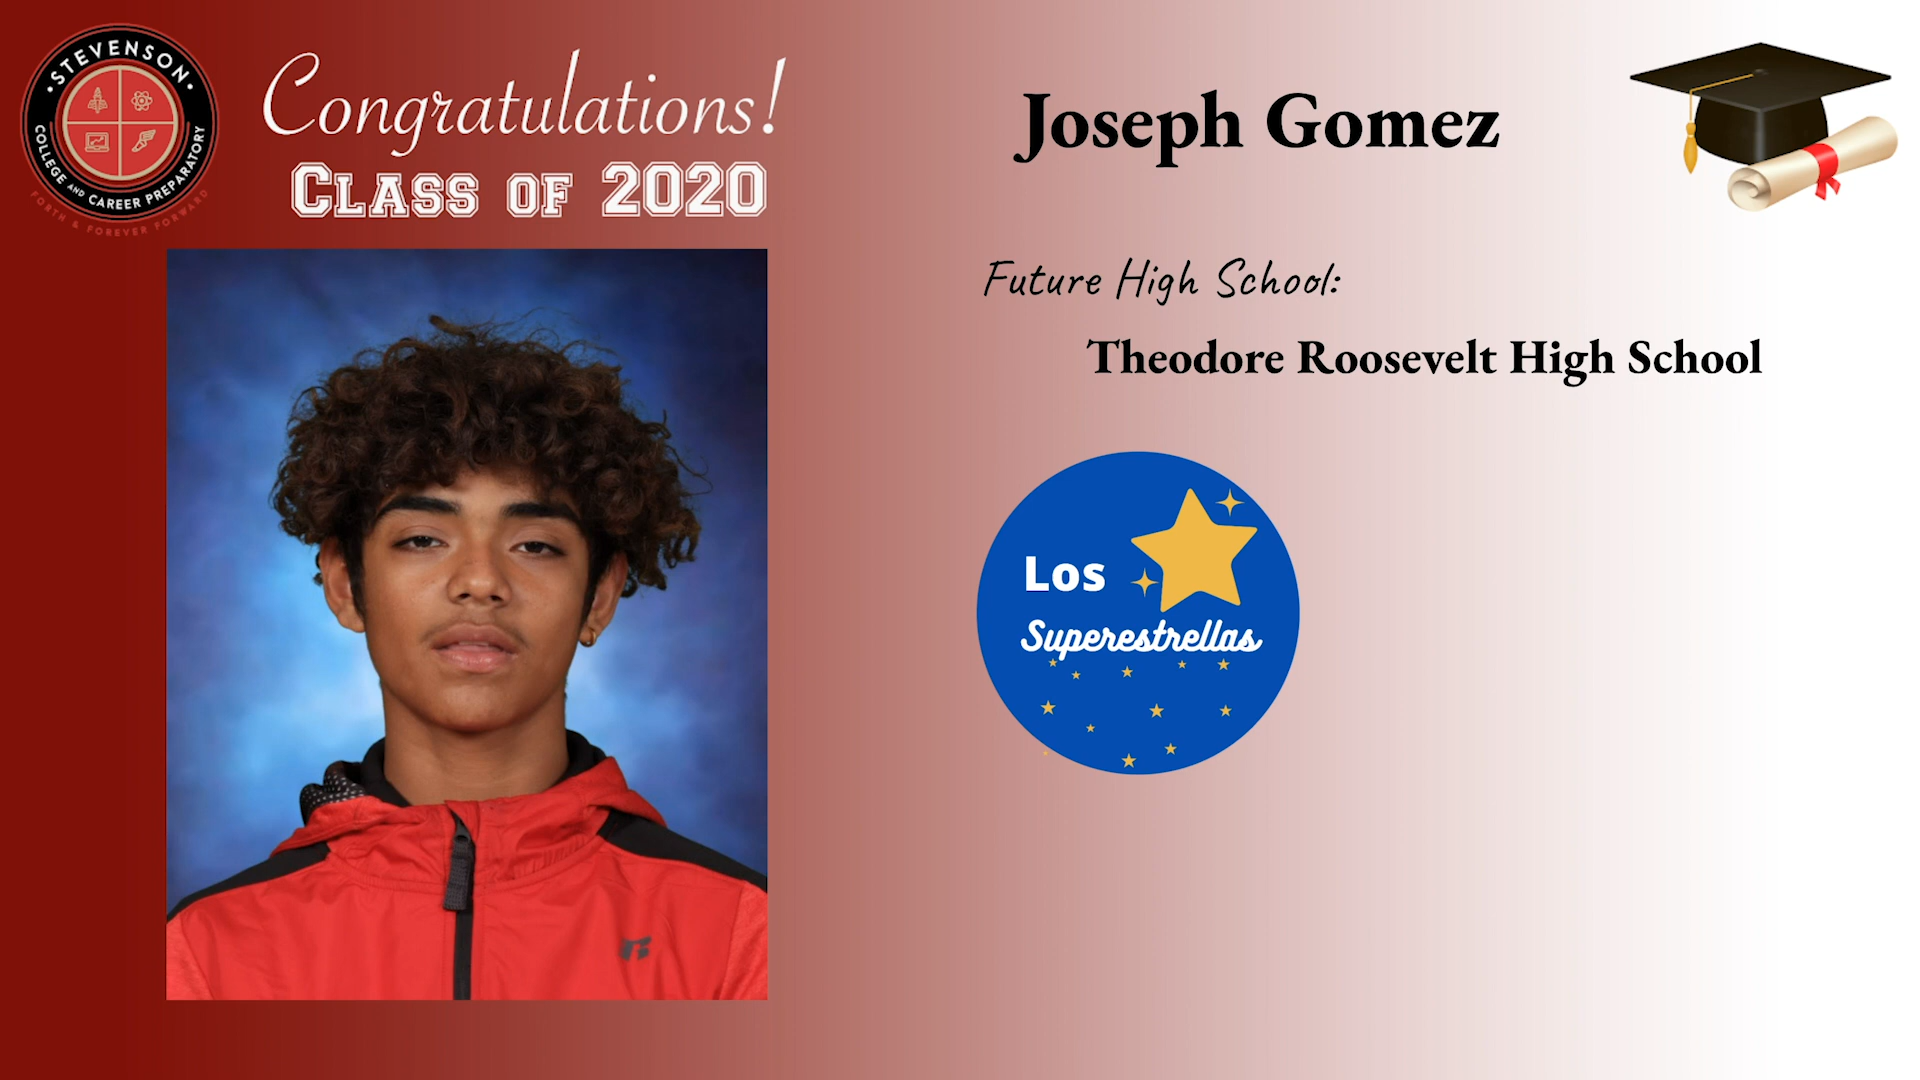 STEVENSON
COLLEGE AND CAREER PREPARATORY
FORTH & FOREVER FORWARD
Congratulations!
CLASS OF 2020
Joseph Gomez
Future High School:
Theodore Roosevelt High School
Los
Superestrellas